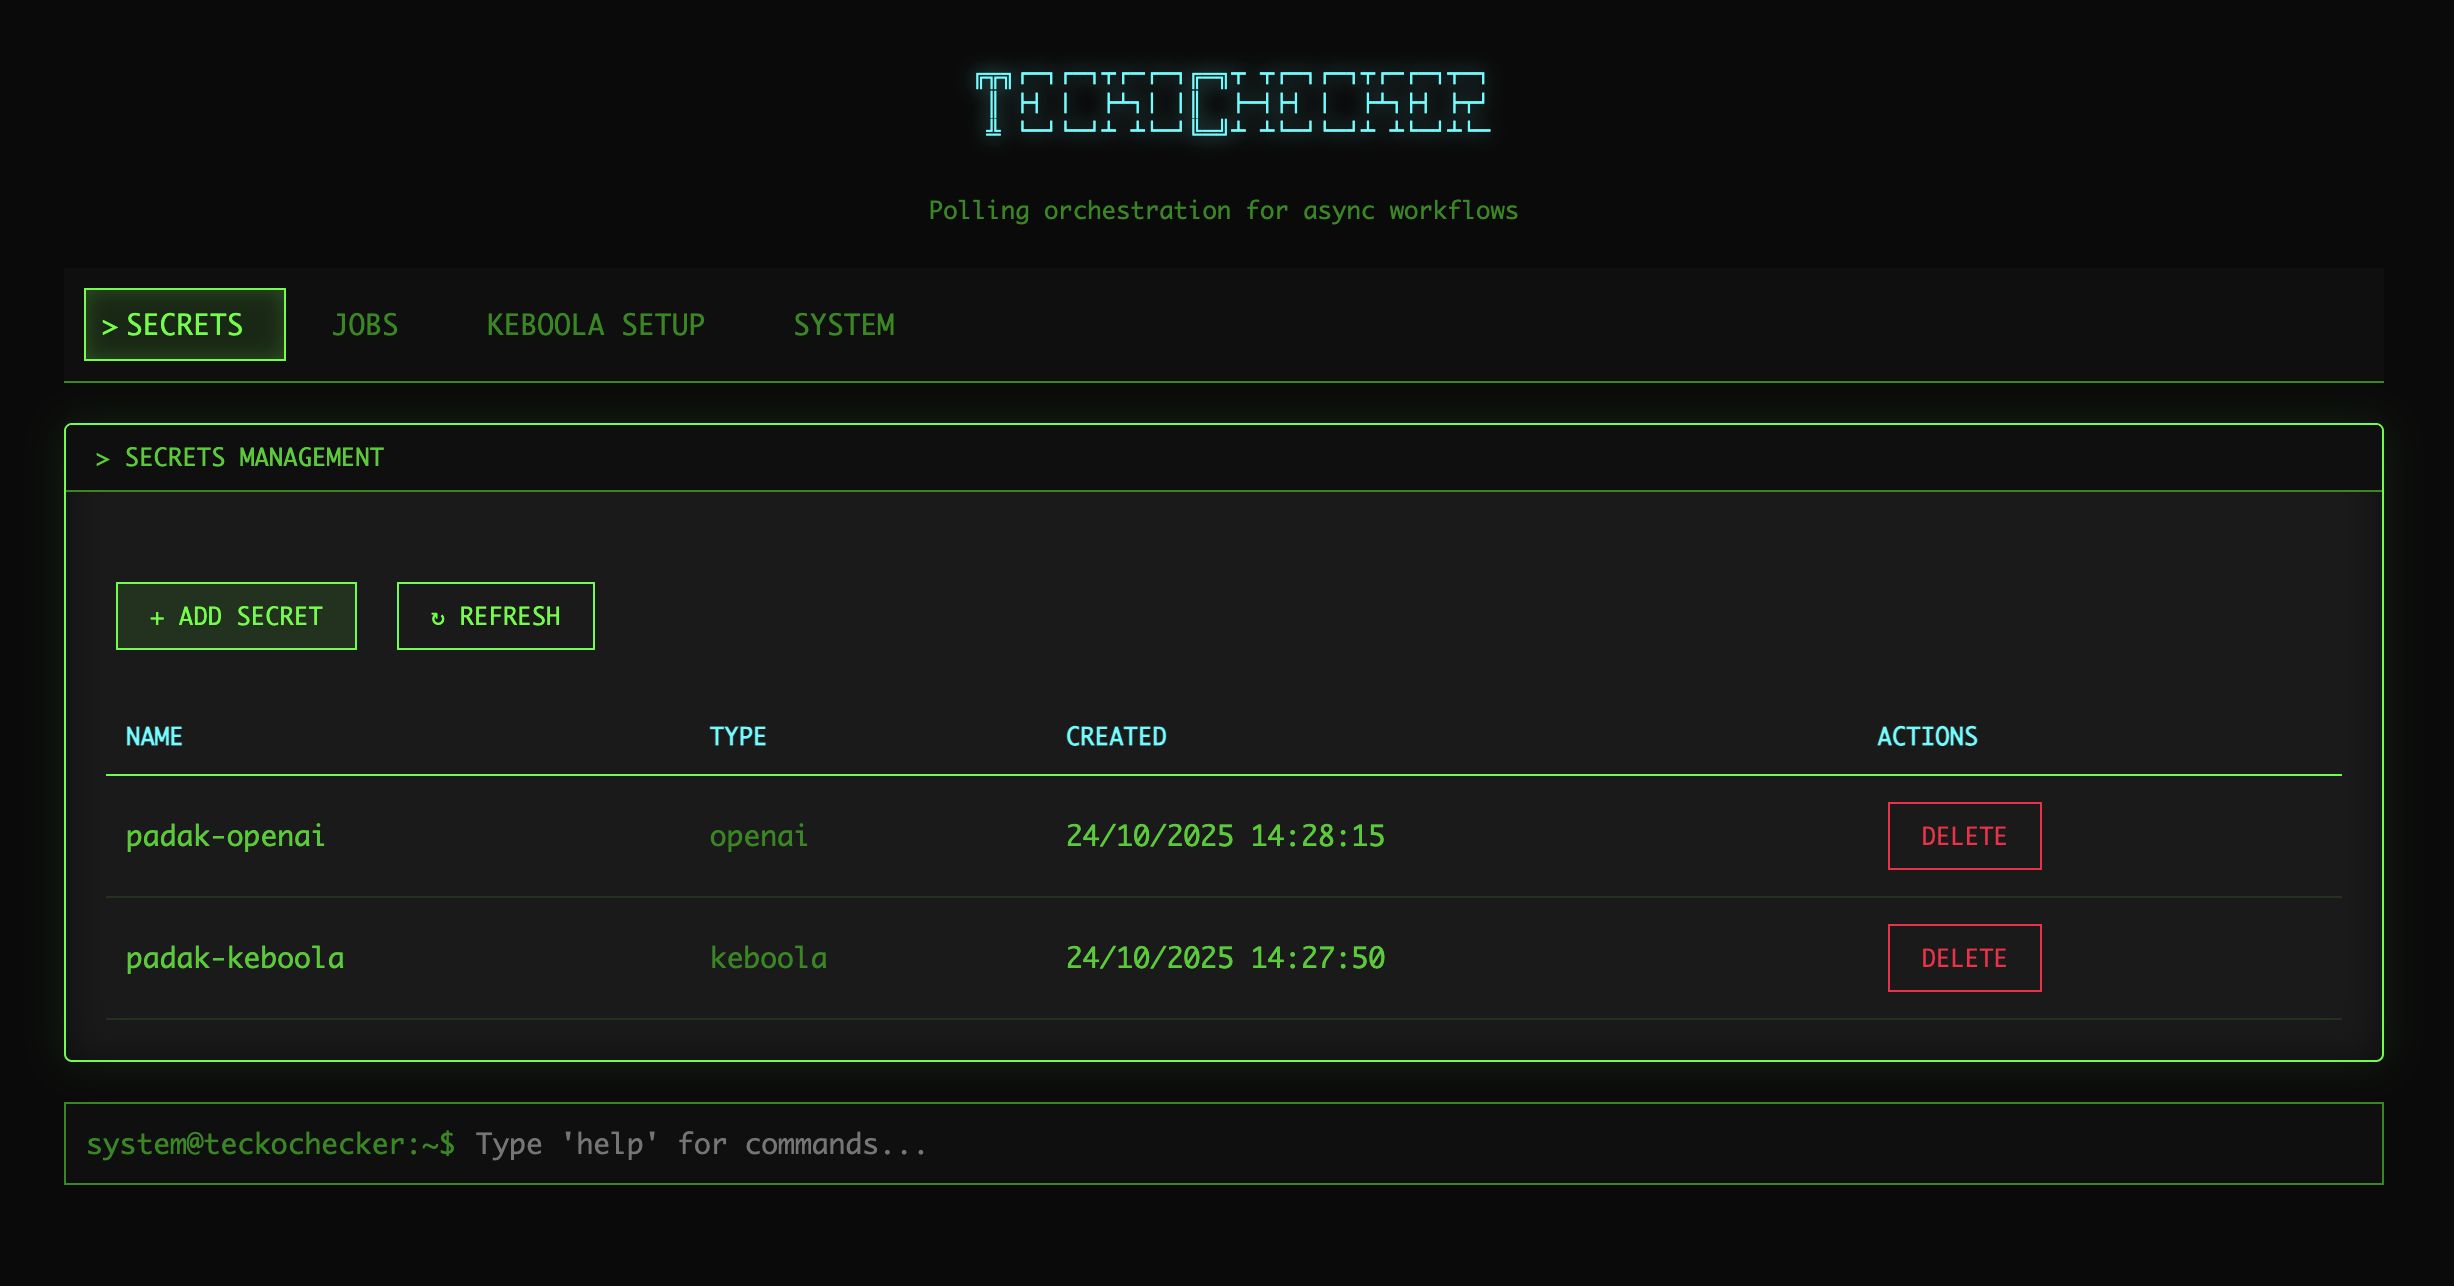 TECKOCHECKER
Polling orchestration for async workflows
> SECRETS JOBS KEBOOLA SETUP SYSTEM
> SECRETS MANAGEMENT
+ ADD SECRET ↻ REFRESH
NAME TYPE CREATED ACTIONS
padak-openai openai 24/10/2025 14:28:15 DELETE
padak-keboola keboola 24/10/2025 14:27:50 DELETE
system@teckochecker:~$ Type 'help' for commands...